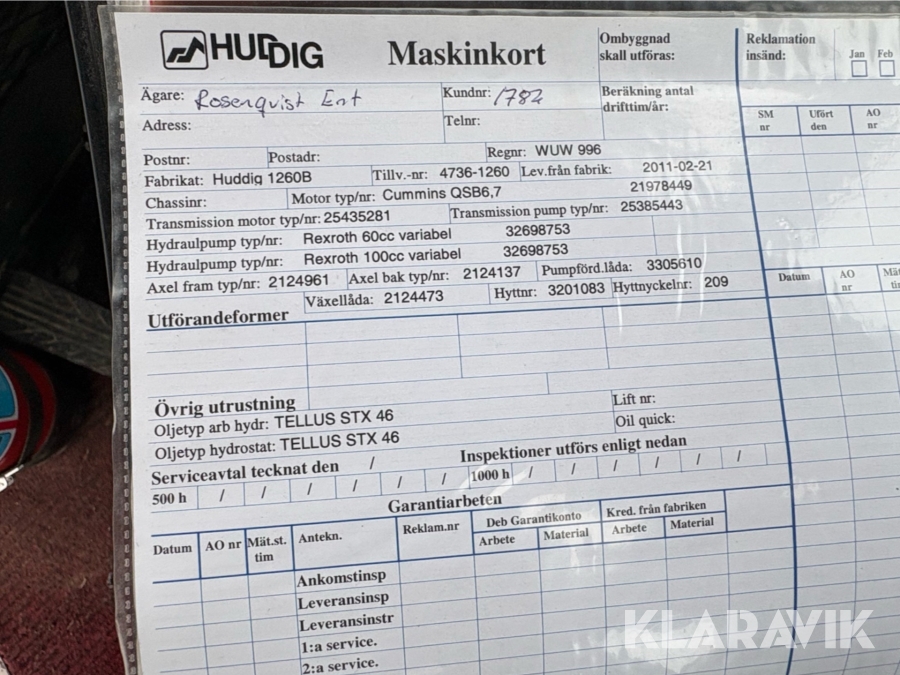 HUDDIG Maskinkort Ombyggnad skall utföras: Reklamation insänd: Jan Feb
Ägare: Rosenqvist Ent Kundnr: 1782 Beräkning antal drifttim/år:
Adress: Telnr:
SM nr Ufört den AO nr
Postnr: Postadr: Regnr: WUW 996
Fabrikat: Huddig 1260B Tillv.-nr: 4736-1260 Lev.från fabrik: 2011-02-21
Chassinr: Motor typ/nr: Cummins QSB6,7 21978449
Transmission motor typ/nr: 25435281 Transmission pump typ/nr: 25385443
Hydraulpump typ/nr: Rexroth 60cc variabel 32698753
Hydraulpump typ/nr: Rexroth 100cc variabel 32698753
Axel fram typ/nr: 2124961 Axel bak typ/nr: 2124137 Pumpförd.låda: 3305610
Växellåda: 2124473 Hyttnr: 3201083 Hyttnyckelnr: 209
Datum AO nr
Utförandeformer
Övrig utrustning Lift nr:
Oljetyp arb hydr: TELLUS STX 46 Oil quick:
Oljetyp hydrostat: TELLUS STX 46
Serviceavtal tecknat den / Inspektioner utförs enligt nedan
500 h / / / / / / 1000 h / / / / / /
Garantiarbeten
Datum AO nr Mät.st. tim Antekn. Reklam.nr Deb Garantikonto Kred. från fabriken
Arbete Material Arbete Material
Ankomstinsp
Leveransinsp
Leveransinstr
1:a service.
2:a service.
KLARAVIK